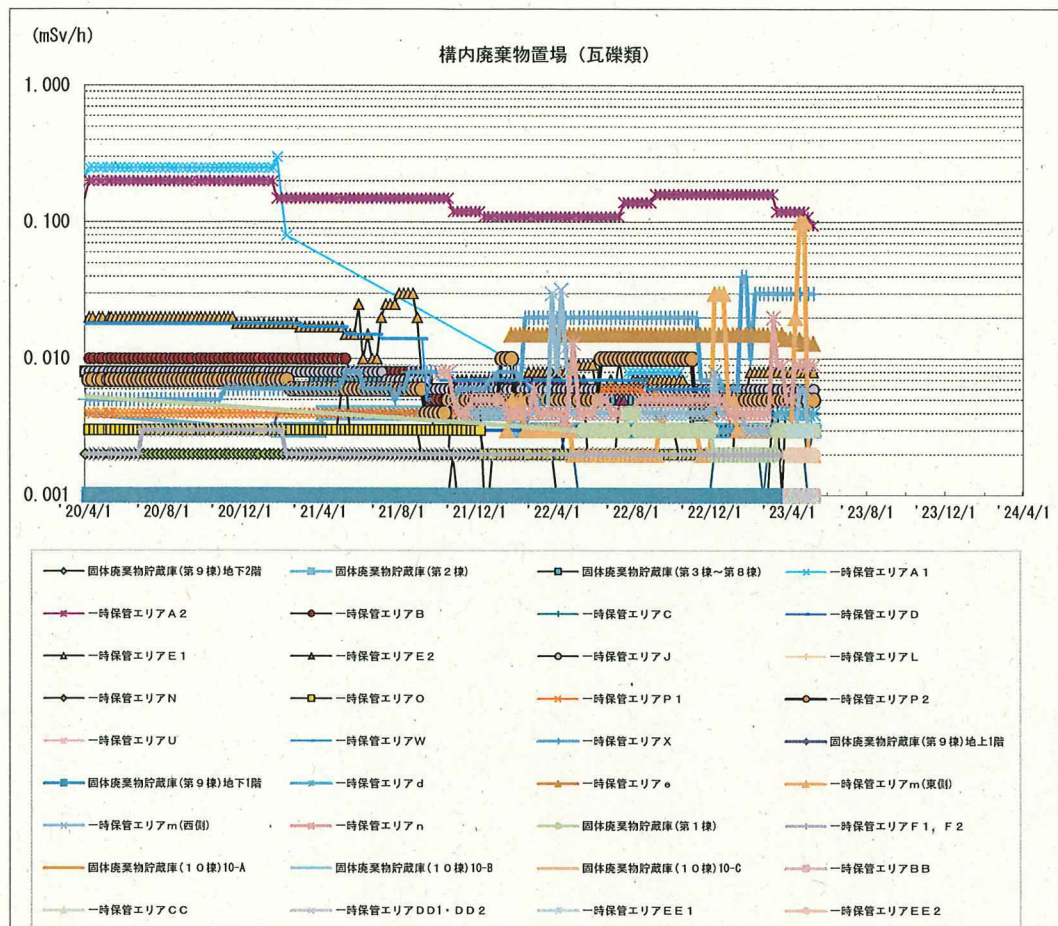 (mSv/h)
構内廃棄物置場（瓦礫類）
1.000
0.100
0.010
0.001
'20/4/1 '20/8/1 '20/12/1 '21/4/1 '21/8/1 '21/12/1 '22/4/1 '22/8/1 '22/12/1 '23/4/1 '23/8/1 '23/12/1 '24/4/1
固体廃棄物貯蔵庫(第９棟)地下2階 固体廃棄物貯蔵庫(第２棟) 固体廃棄物貯蔵庫(第３棟～第８棟) 一時保管エリアＡ１
一時保管エリアＡ２ 一時保管エリアＢ 一時保管エリアＣ 一時保管エリアＤ
一時保管エリアＥ１ 一時保管エリアＥ２ 一時保管エリアＪ 一時保管エリアＬ
一時保管エリアＮ 一時保管エリアＯ 一時保管エリアＰ１ 一時保管エリアＰ２
一時保管エリアＵ 一時保管エリアＷ 一時保管エリアＸ 固体廃棄物貯蔵庫(第９棟)地上1階
固体廃棄物貯蔵庫(第９棟)地下1階 一時保管エリアｄ 一時保管エリアｅ 一時保管エリアｍ(東側)
一時保管エリアｍ(西側) 一時保管エリアｎ 固体廃棄物貯蔵庫(第１棟) 一時保管エリアＦ１，Ｆ２
固体廃棄物貯蔵庫(１０棟)10-A 固体廃棄物貯蔵庫(１０棟)10-B 固体廃棄物貯蔵庫(１０棟)10-C 一時保管エリアＢＢ
一時保管エリアＣＣ 一時保管エリアＤＤ１・ＤＤ２ 一時保管エリアＥＥ１ 一時保管エリアＥＥ２